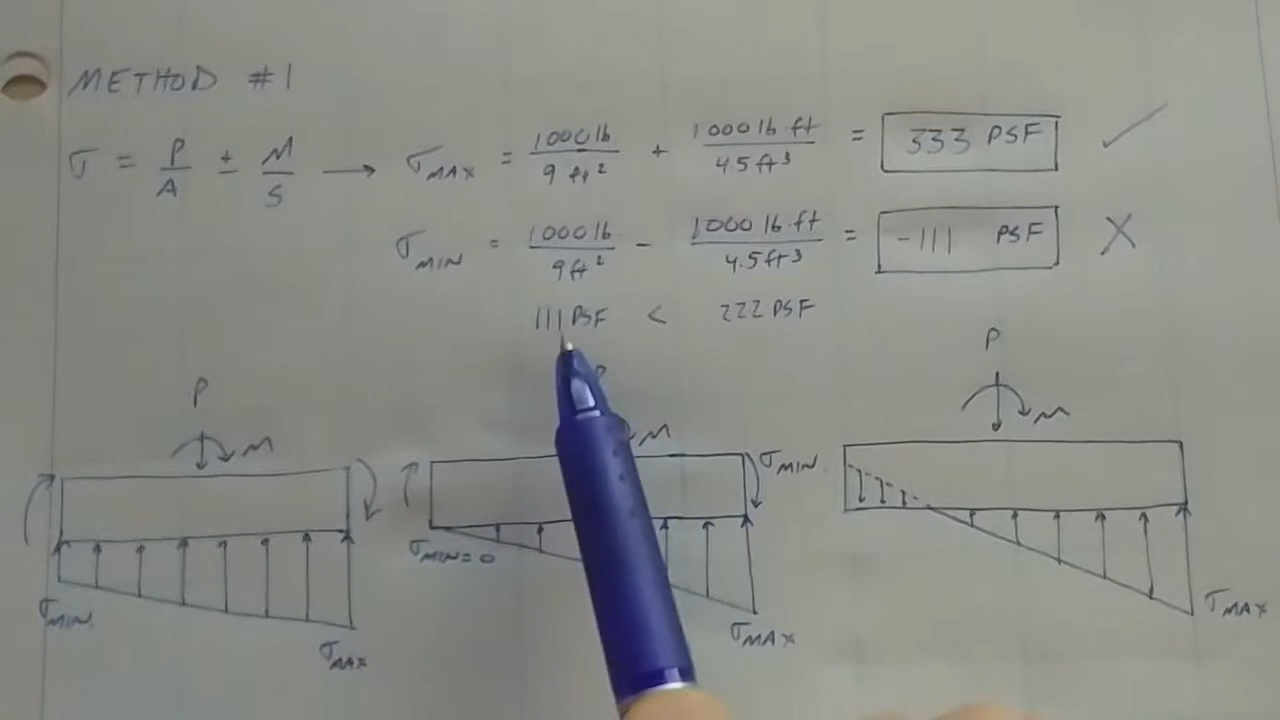 METHOD #1
σ = P/A ± M/S → σMAX = 1000 lb / 9 ft² + 1000 lb·ft / 4.5 ft³ = 333 PSF ✓
σMIN = 1000 lb / 9 ft² - 1000 lb·ft / 4.5 ft³ = -111 PSF X
111 PSF < 222 PSF
P
M
σMIN.
σMAX
P
M
σMIN.
σMIN = 0
σMAX
P
M
σMAX